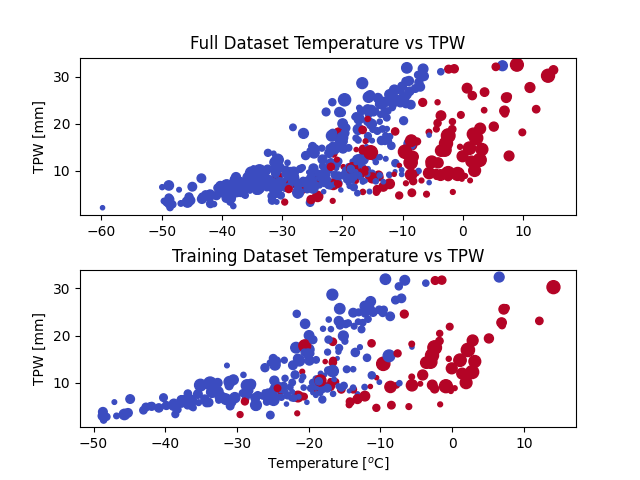 Full Dataset Temperature vs TPW
TPW [mm]
30
20
10
−60 −50 −40 −30 −20 −10 0 10
Training Dataset Temperature vs TPW
TPW [mm]
30
20
10
−50 −40 −30 −20 −10 0 10
Temperature [°C]